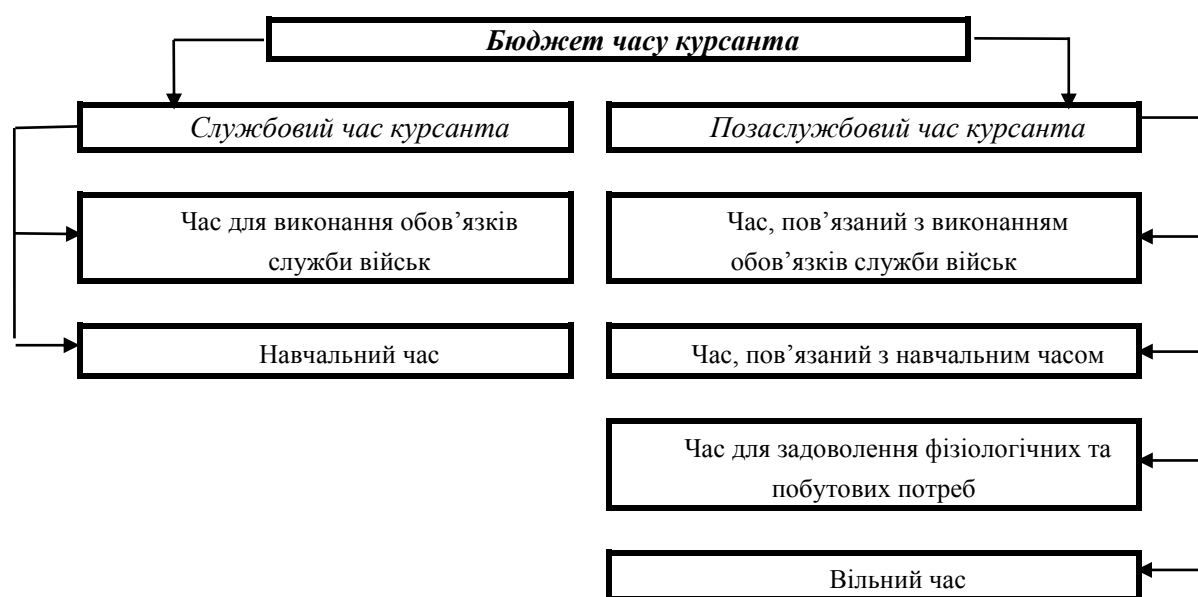 Бюджет часу курсанта
Службовий час курсанта
Позаслужбовий час курсанта
Час для виконання обов’язків
служби військ
Час, пов’язаний з виконанням
обов’язків служби військ
Навчальний час
Час, пов’язаний з навчальним часом
Час для задоволення фізіологічних та
побутових потреб
Вільний час